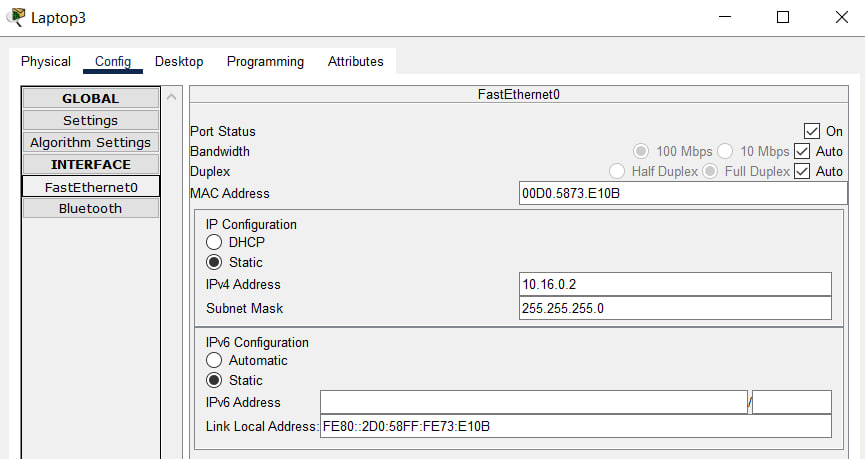 Laptop3
Physical Config Desktop Programming Attributes
GLOBAL
Settings
Algorithm Settings
INTERFACE
FastEthernet0
Bluetooth
FastEthernet0
Port Status On
Bandwidth 100 Mbps 10 Mbps Auto
Duplex Half Duplex Full Duplex Auto
MAC Address 00D0.5873.E10B
IP Configuration
DHCP
Static
IPv4 Address 10.16.0.2
Subnet Mask 255.255.255.0
IPv6 Configuration
Automatic
Static
IPv6 Address /
Link Local Address: FE80::2D0:58FF:FE73:E10B